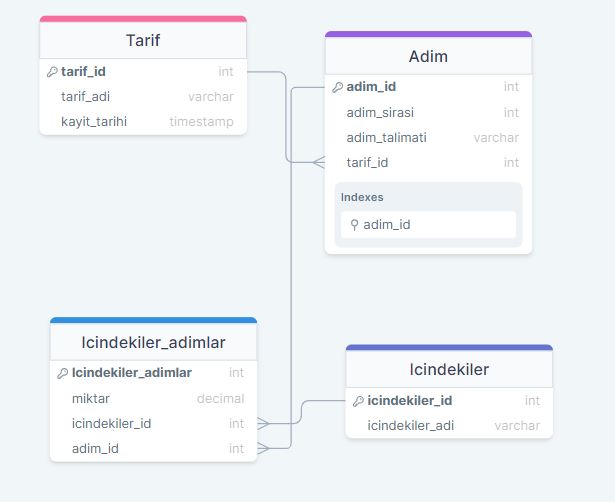 Tarif
tarif_id int
tarif_adi varchar
kayit_tarihi timestamp
Adim
adim_id int
adim_sirasi int
adim_talimati varchar
tarif_id int
Indexes
adim_id
Icindekiler_adimlar
Icindekiler_adimlar int
miktar decimal
icindekiler_id int
adim_id int
Icindekiler
icindekiler_id int
icindekiler_adi varchar